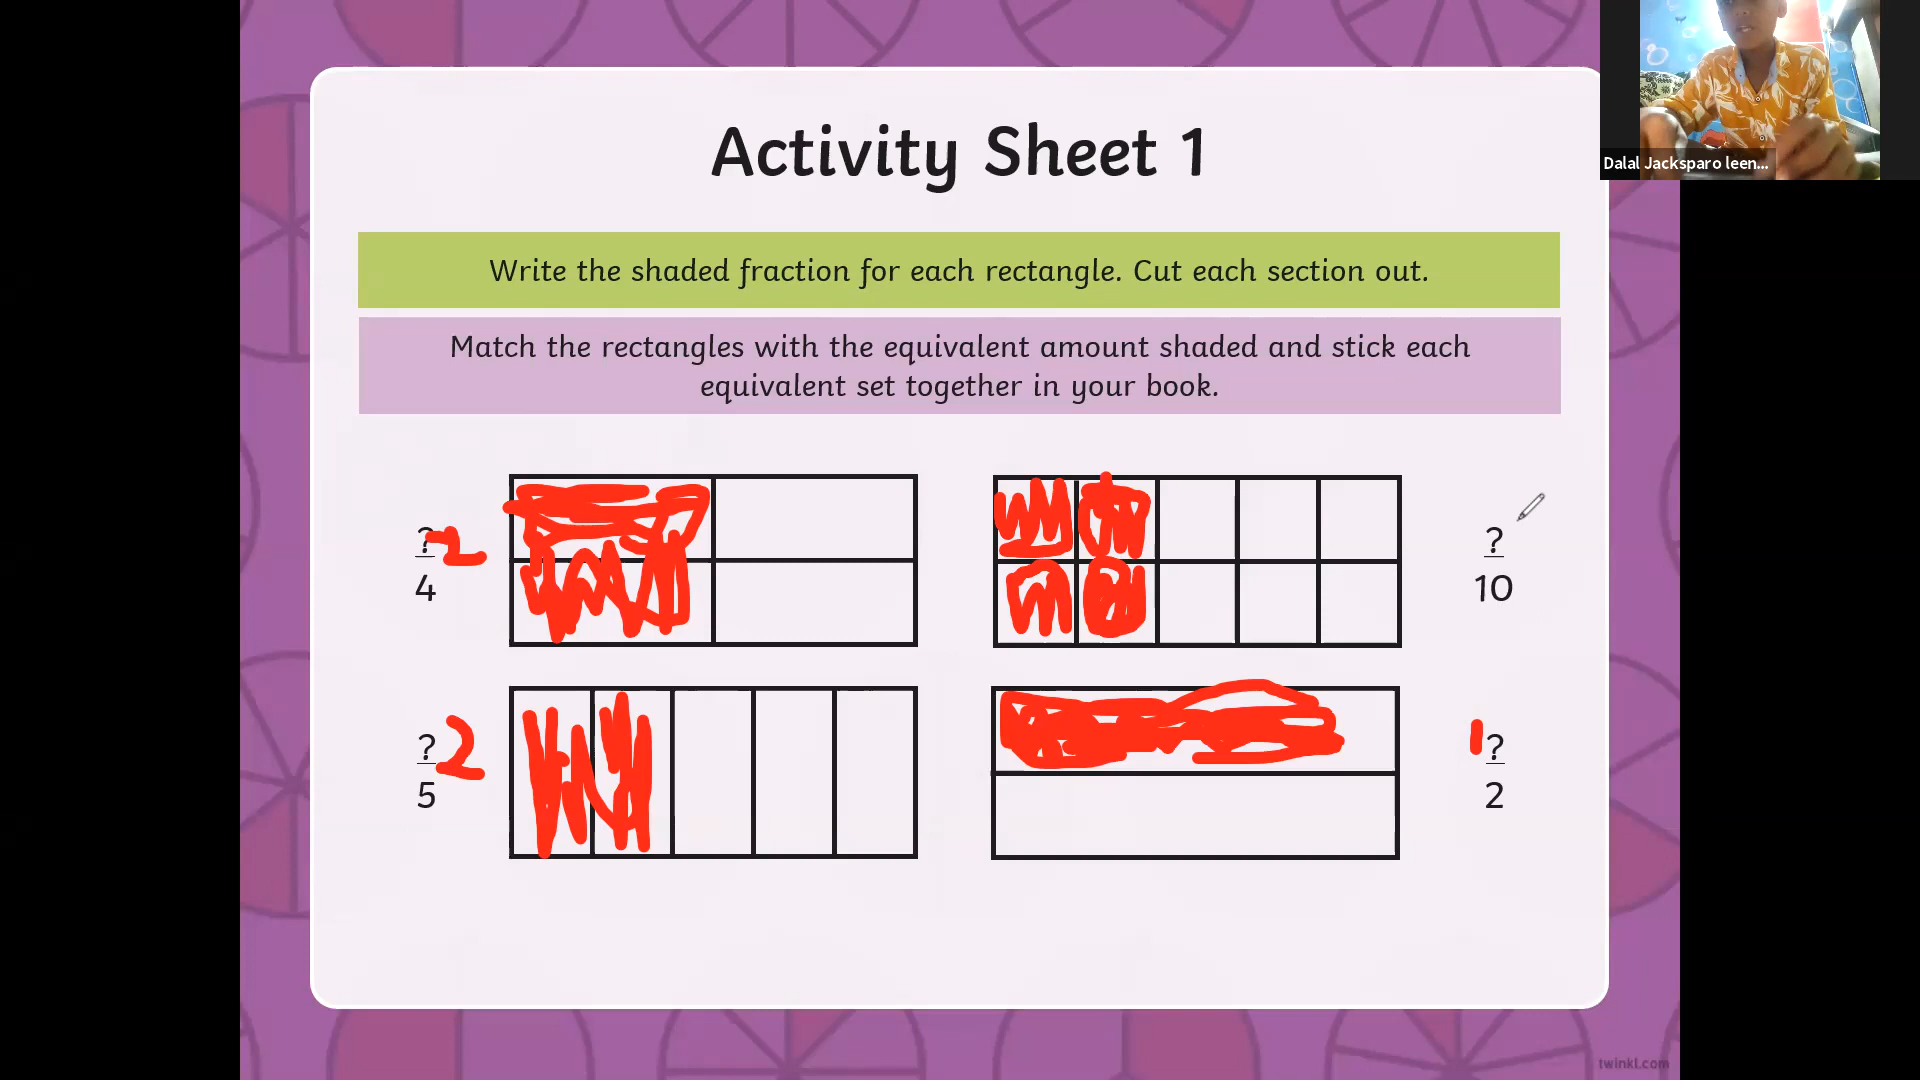 Activity Sheet 1
Write the shaded fraction for each rectangle. Cut each section out.
Match the rectangles with the equivalent amount shaded and stick each
equivalent set together in your book.
? 2
4
?
10
? 2
5
1 ?
2
Dalal Jacksparo leen...
twinkl.com